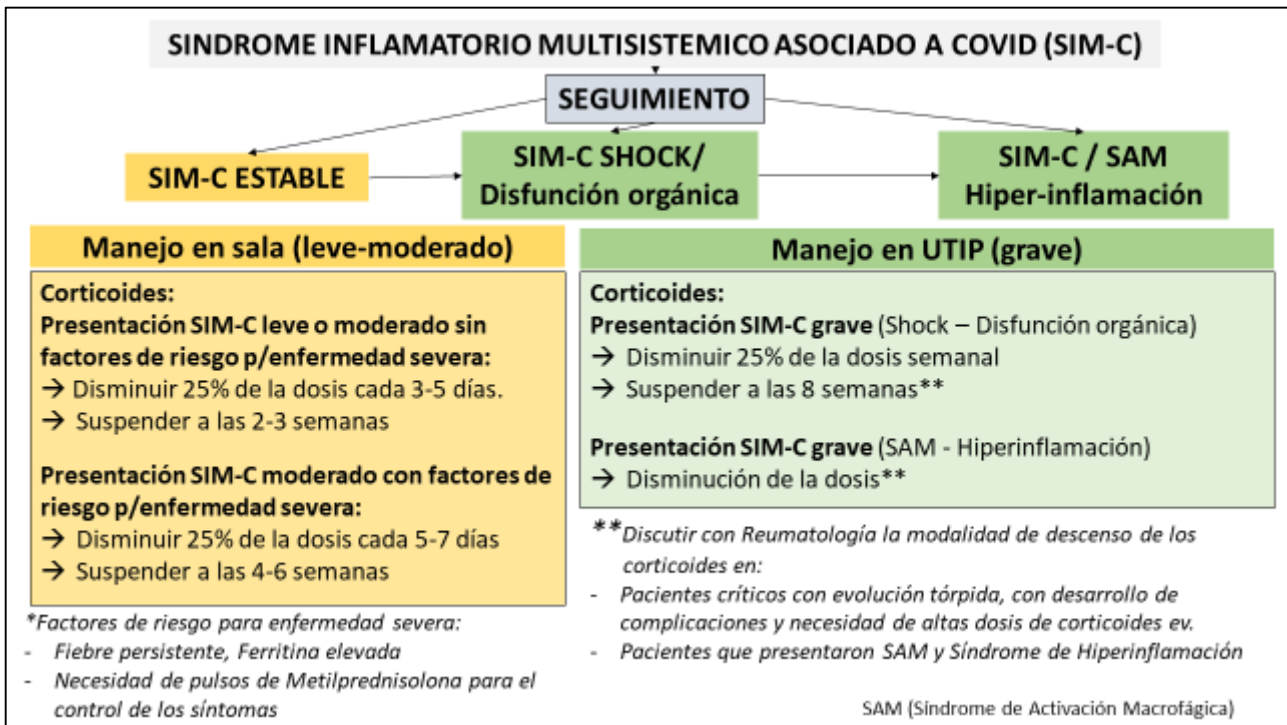 SINDROME INFLAMATORIO MULTISISTEMICO ASOCIADO A COVID (SIM-C)
SEGUIMIENTO
SIM-C ESTABLE
SIM-C SHOCK/
Disfunción orgánica
SIM-C / SAM
Hiper-inflamación
Manejo en sala (leve-moderado)
Corticoides:
Presentación SIM-C leve o moderado sin
factores de riesgo p/enfermedad severa:
→ Disminuir 25% de la dosis cada 3-5 días.
→ Suspender a las 2-3 semanas
Presentación SIM-C moderado con factores de
riesgo p/enfermedad severa:
→ Disminuir 25% de la dosis cada 5-7 días
→ Suspender a las 4-6 semanas
*Factores de riesgo para enfermedad severa:
- Fiebre persistente, Ferritina elevada
- Necesidad de pulsos de Metilprednisolona para el
control de los síntomas
Manejo en UTIP (grave)
Corticoides:
Presentación SIM-C grave (Shock – Disfunción orgánica)
→ Disminuir 25% de la dosis semanal
→ Suspender a las 8 semanas**
Presentación SIM-C grave (SAM - Hiperinflamación)
→ Disminución de la dosis**
**Discutir con Reumatología la modalidad de descenso de los
corticoides en:
- Pacientes críticos con evolución tórpida, con desarrollo de
complicaciones y necesidad de altas dosis de corticoides ev.
- Pacientes que presentaron SAM y Síndrome de Hiperinflamación
SAM (Síndrome de Activación Macrofágica)